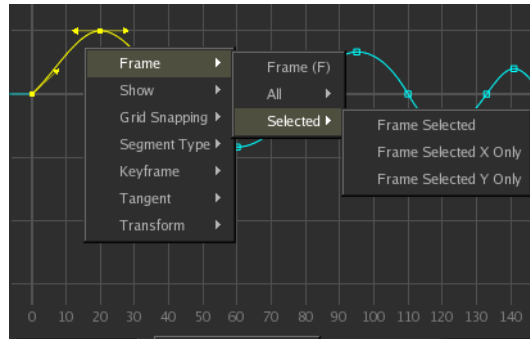 Frame
Show
Grid Snapping
Segment Type
Keyframe
Tangent
Transform
Frame (F)
All
Selected
Frame Selected
Frame Selected X Only
Frame Selected Y Only
0 10 20 30 40 50 60 70 80 90 100 110 120 130 140